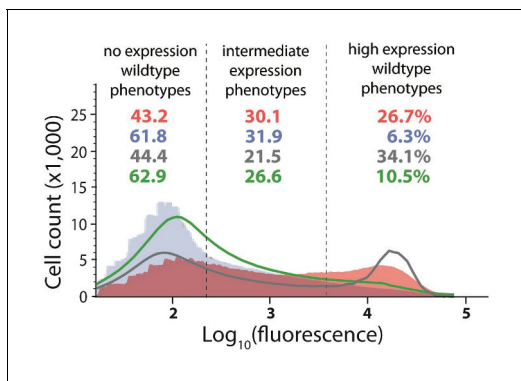 no expression intermediate high expression
wildtype expression wildtype
phenotypes phenotypes phenotypes
43.2 30.1 26.7%
61.8 31.9 6.3%
44.4 21.5 34.1%
62.9 26.6 10.5%
Cell count (x1,000)
25
20
15
10
5
0
2 3 4 5
Log10(fluorescence)